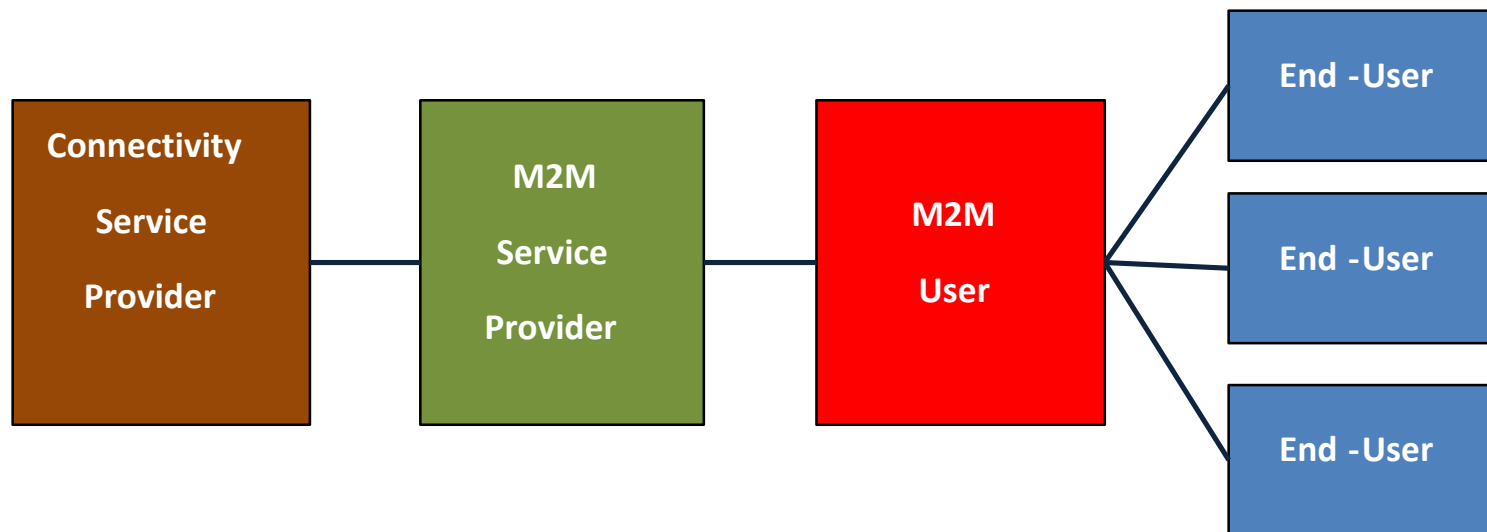 Connectivity
Service
Provider
M2M
Service
Provider
M2M
User
End -User
End -User
End -User